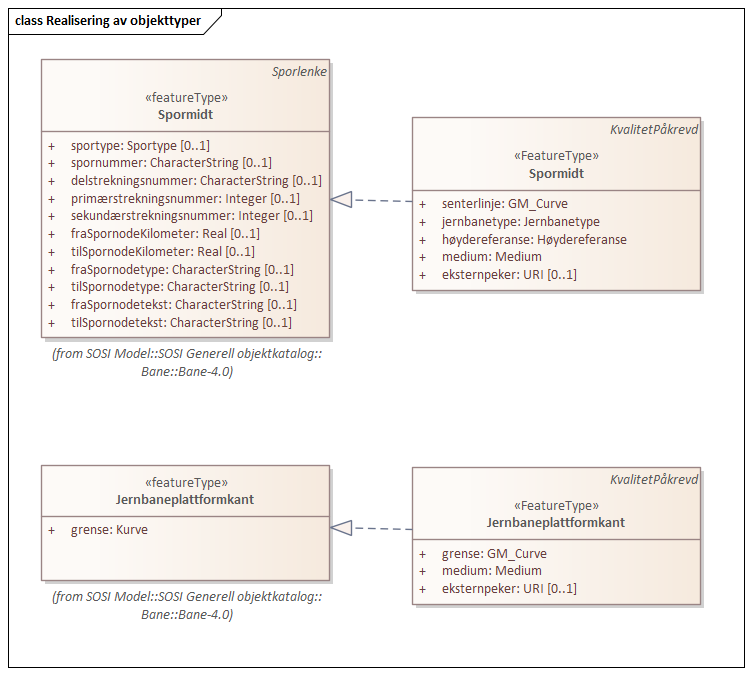 class Realisering av objekttyper
Sporlenke
«featureType»
Spormidt
+ sportype: Sportype [0..1]
+ spornummer: CharacterString [0..1]
+ delstrekningsnummer: CharacterString [0..1]
+ primærstrekningsnummer: Integer [0..1]
+ sekundærstrekningsnummer: Integer [0..1]
+ fraSpornodeKilometer: Real [0..1]
+ tilSpornodeKilometer: Real [0..1]
+ fraSpornodetype: CharacterString [0..1]
+ tilSpornodetype: CharacterString [0..1]
+ fraSpornodetekst: CharacterString [0..1]
+ tilSpornodetekst: CharacterString [0..1]
(from SOSI Model::SOSI Generell objektkatalog::
Bane::Bane-4.0)
KvalitetPåkrevd
«FeatureType»
Spormidt
+ senterlinje: GM_Curve
+ jernbanetype: Jernbanetype
+ høydereferanse: Høydereferanse
+ medium: Medium
+ eksternpeker: URI [0..1]
«featureType»
Jernbaneplattformkant
+ grense: Kurve
(from SOSI Model::SOSI Generell objektkatalog::
Bane::Bane-4.0)
KvalitetPåkrevd
«FeatureType»
Jernbaneplattformkant
+ grense: GM_Curve
+ medium: Medium
+ eksternpeker: URI [0..1]